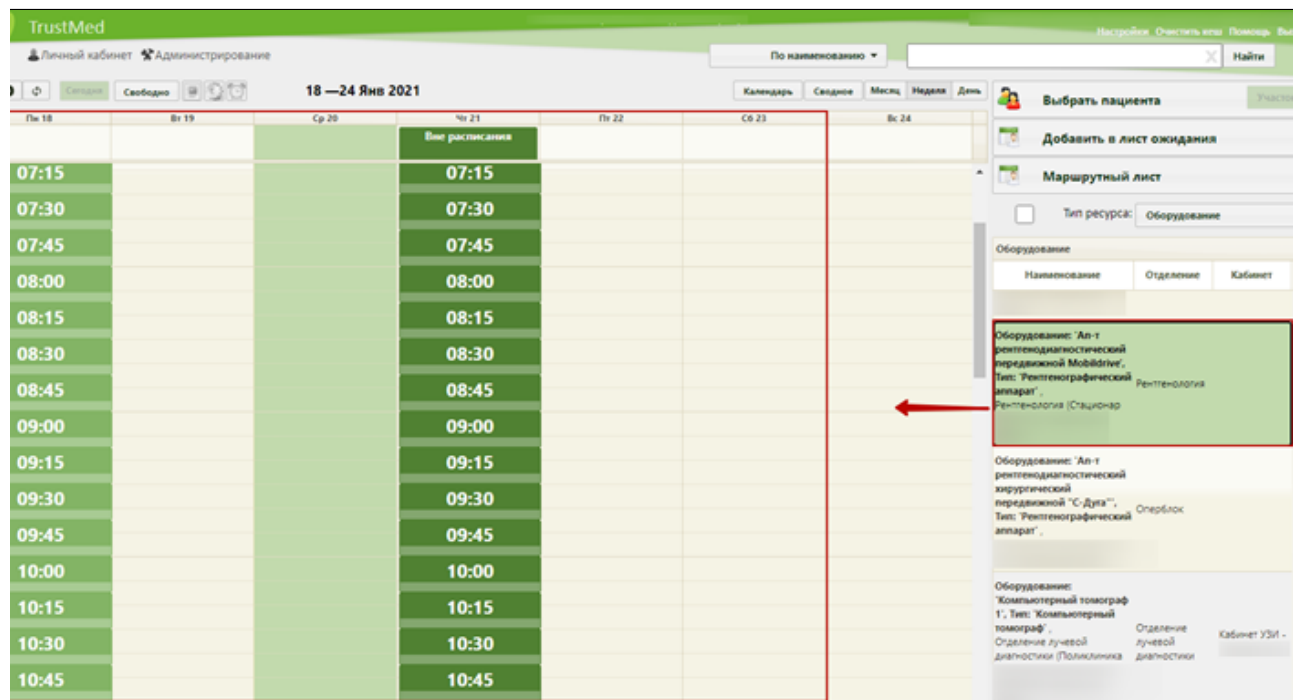 TrustMed
Настройки Очистить кеш Помощь
Личный кабинет Администрирование
По наименованию
Найти
Сегодня Свободно
18 —24 Янв 2021
Календарь Сводное Месяц Неделя День
Пн 18 Вт 19 Ср 20 Чт 21 Пт 22 Сб 23 Вс 24
Вне расписания
07:15 07:15
07:30 07:30
07:45 07:45
08:00 08:00
08:15 08:15
08:30 08:30
08:45 08:45
09:00 09:00
09:15 09:15
09:30 09:30
09:45 09:45
10:00 10:00
10:15 10:15
10:30 10:30
10:45 10:45
Выбрать пациента
Добавить в лист ожидания
Маршрутный лист
Тип ресурса: Оборудование
Оборудование
Наименование Отделение Кабинет
Оборудование: 'Ап-т
рентгенодиагностический
передвижной Mobildrive',
Тип: 'Рентгенографический
аппарат' ,
Рентгенология (Стационар
Рентгенология
Оборудование: 'Ап-т
рентгенодиагностический
хирургический
передвижной "С-Дуга"',
Тип: 'Рентгенографический
аппарат' ,
Оперблок
Оборудование:
'Компьютерный томограф
1', Тип: 'Компьютерный
томограф' ,
Отделение лучевой
диагностики (Поликлиника
Отделение
лучевой
диагностики
Кабинет УЗИ -